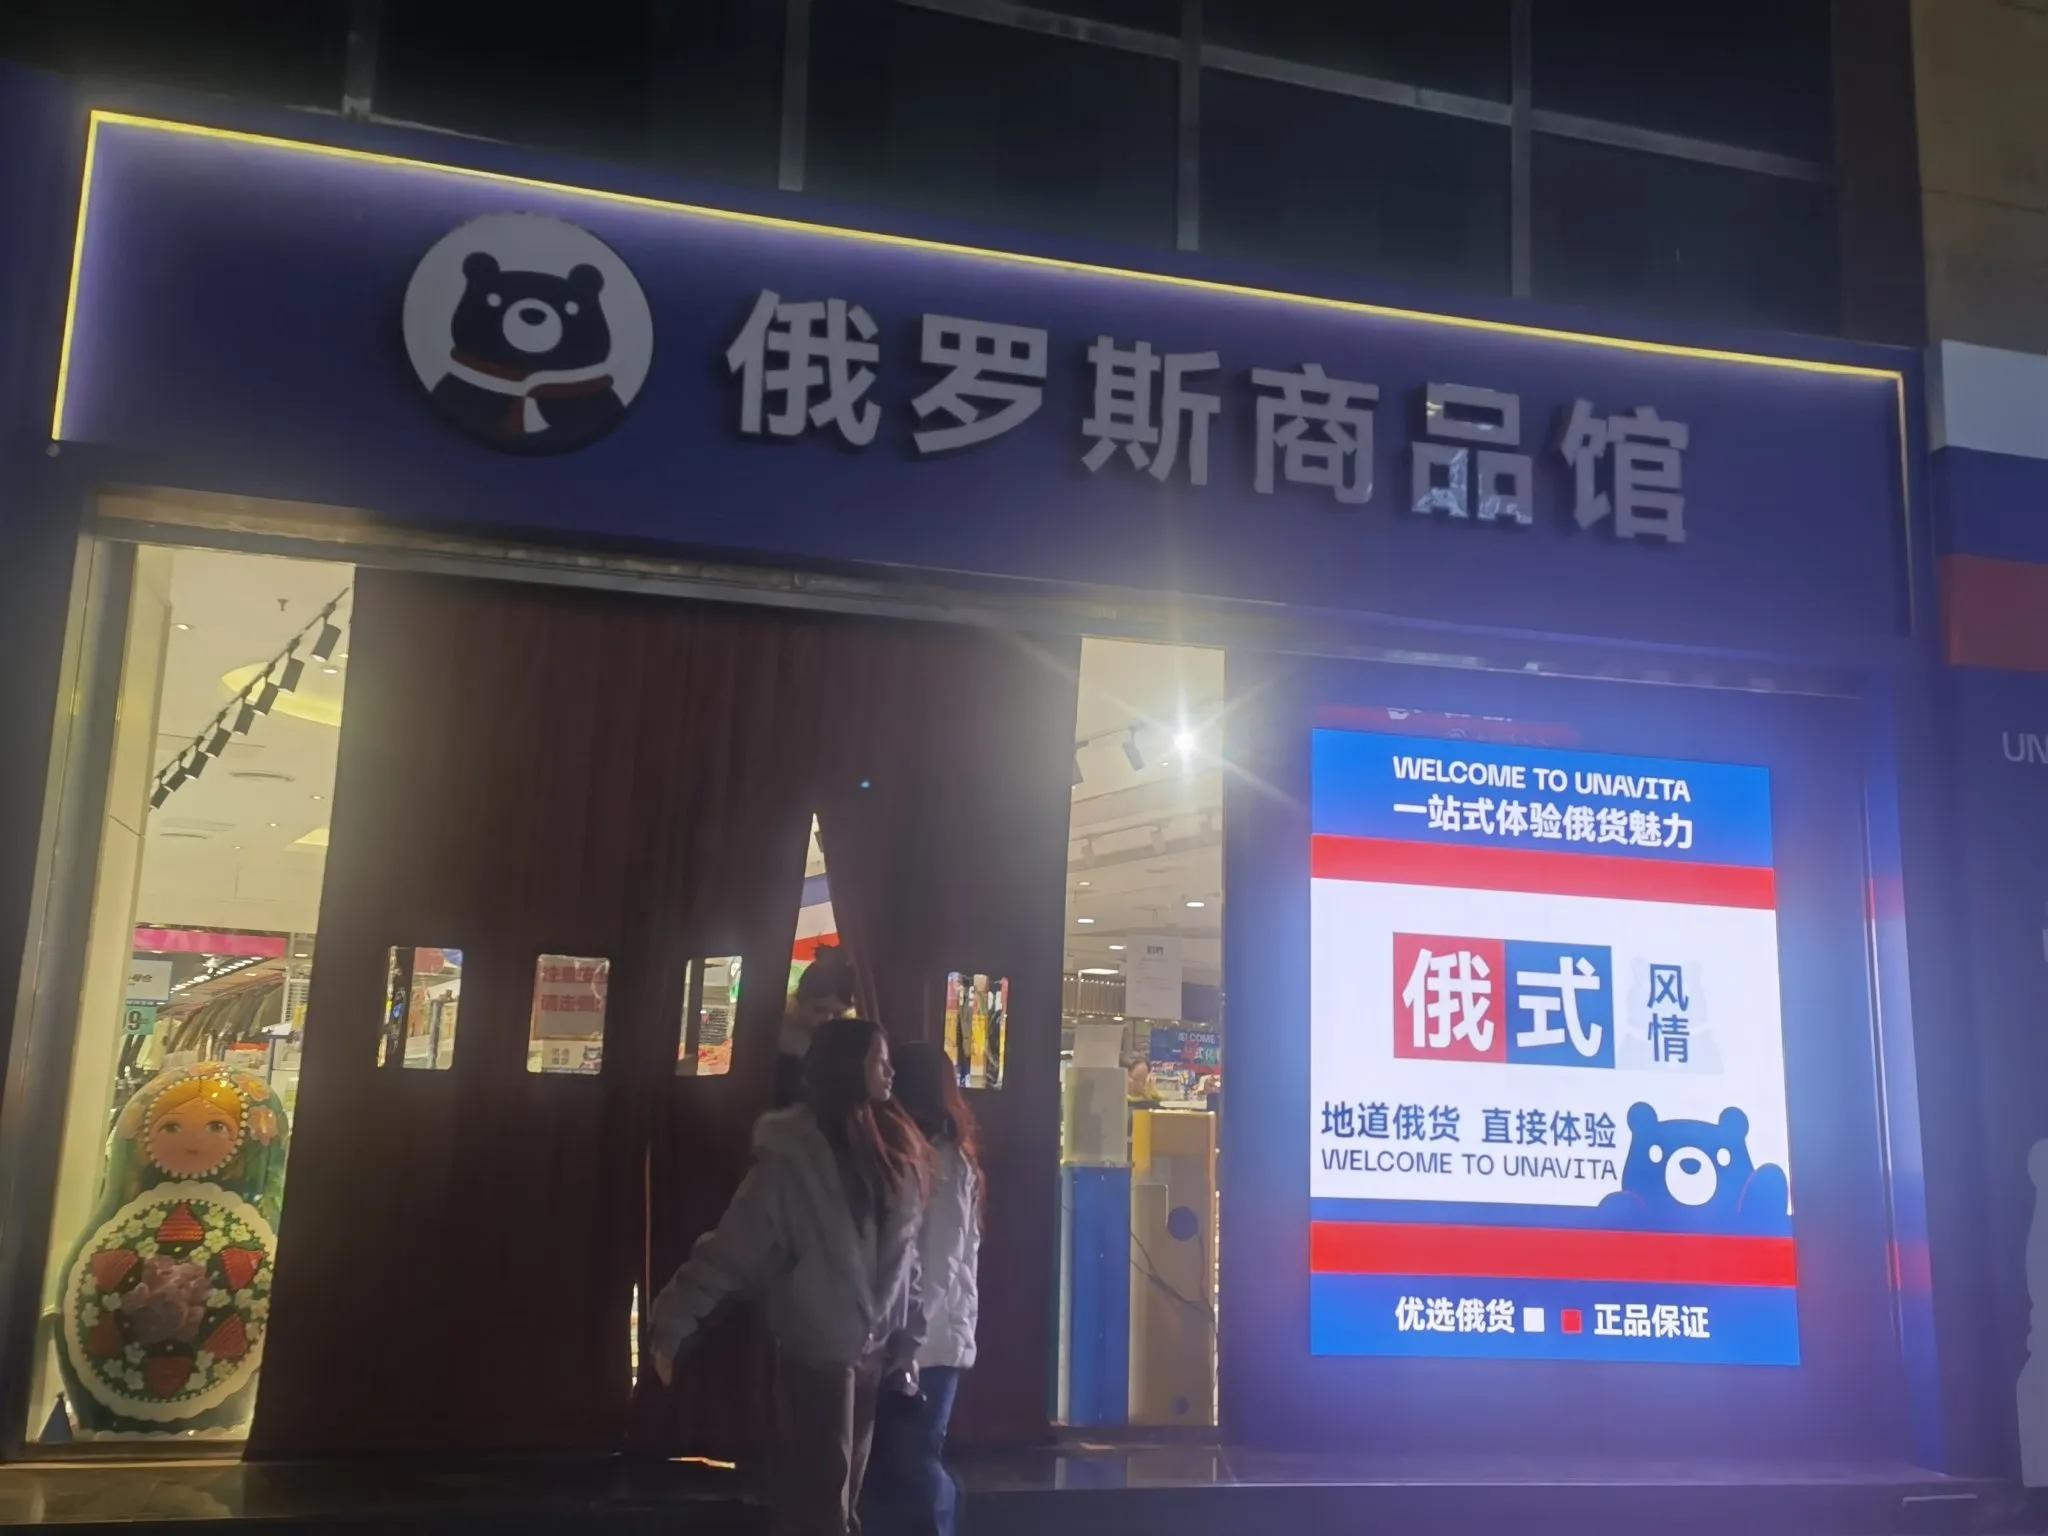 俄罗斯商品馆
WELCOME TO UNAVITA
一站式体验俄货魅力
俄式
风情
地道俄货 直接体验
WELCOME TO UNAVITA
优选俄货 正品保证
UN